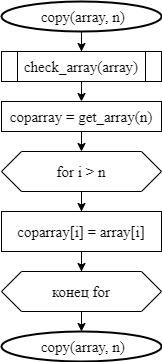 copy(array, n)
check_array(array)
coparray = get_array(n)
for i > n
coparray[i] = array[i]
конец for
copy(array, n)